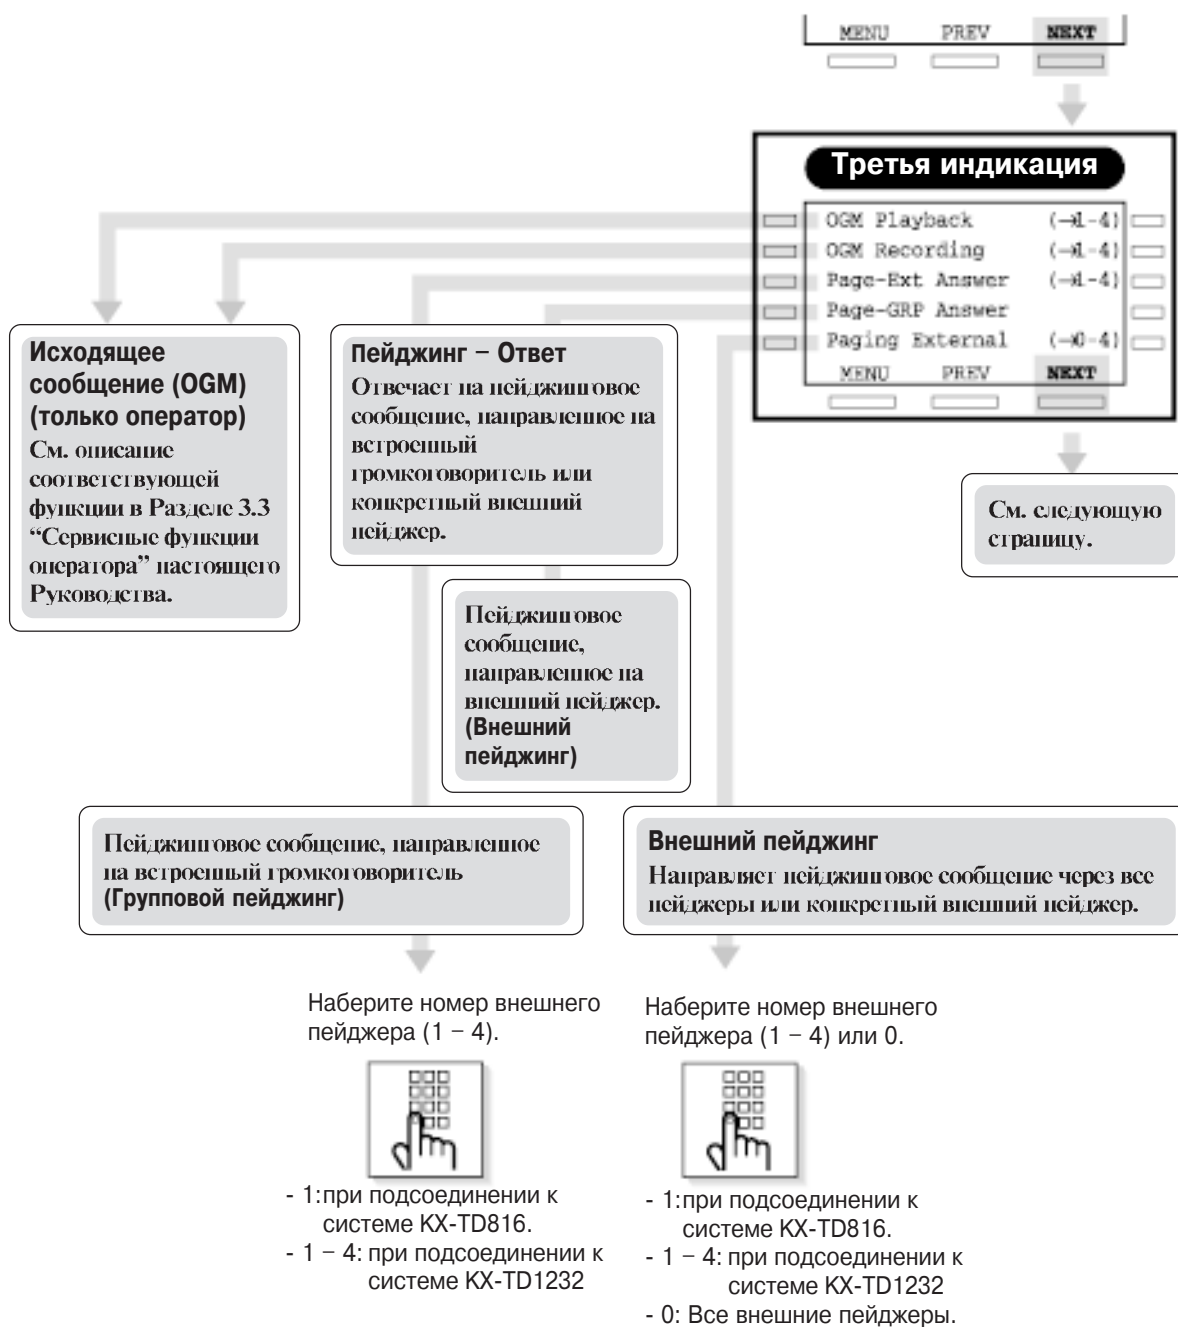 MENU PREV NEXT
Третья индикация
OGM Playback (→1-4)
OGM Recording (→1-4)
Page-Ext Answer (→1-4)
Page-GRP Answer
Paging External (→0-4)
MENU PREV NEXT
Исходящее
сообщение (OGM)
(только оператор)
См. описание
соответствующей
функции в Разделе 3.3
“Сервисные функции
оператора” настоящего
Руководства.
Пейджинг – Ответ
Отвечает на пейджинговое
сообщение, направленное на
встроенный
громкоговоритель или
конкретный внешний
пейджер.
См. следующую
страницу.
Пейджинговое
сообщение,
направленное на
внешний пейджер.
(Внешний
пейджинг)
Пейджинговое сообщение, направленное
на встроенный громкоговоритель
(Групповой пейджинг)
Внешний пейджинг
Направляет пейджинговое сообщение через все
пейджеры или конкретный внешний пейджер.
Наберите номер внешнего
пейджера (1 – 4).
- 1:при подсоединении к
системе KX-TD816.
- 1 – 4: при подсоединении к
системе KX-TD1232
Наберите номер внешнего
пейджера (1 – 4) или 0.
- 1:при подсоединении к
системе KX-TD816.
- 1 – 4: при подсоединении к
системе KX-TD1232
- 0: Все внешние пейджеры.